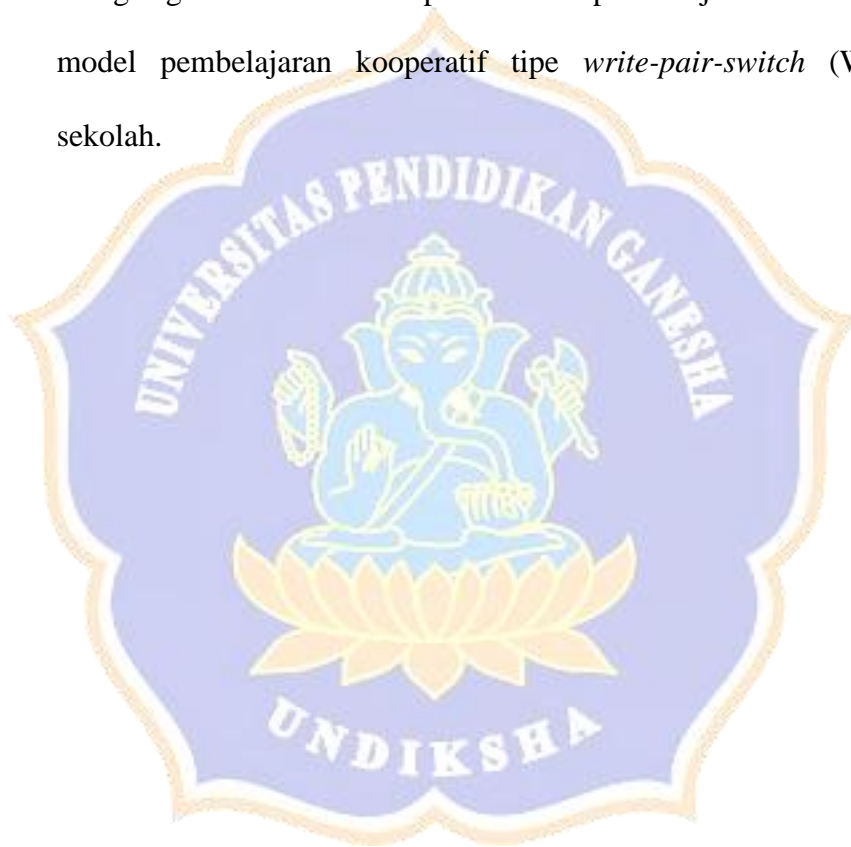 model pembelajaran kooperatif tipe write-pair-switch (W
sekolah.
UNIVERSITAS PENDIDIKAN GANESHA
UNDIKSHA